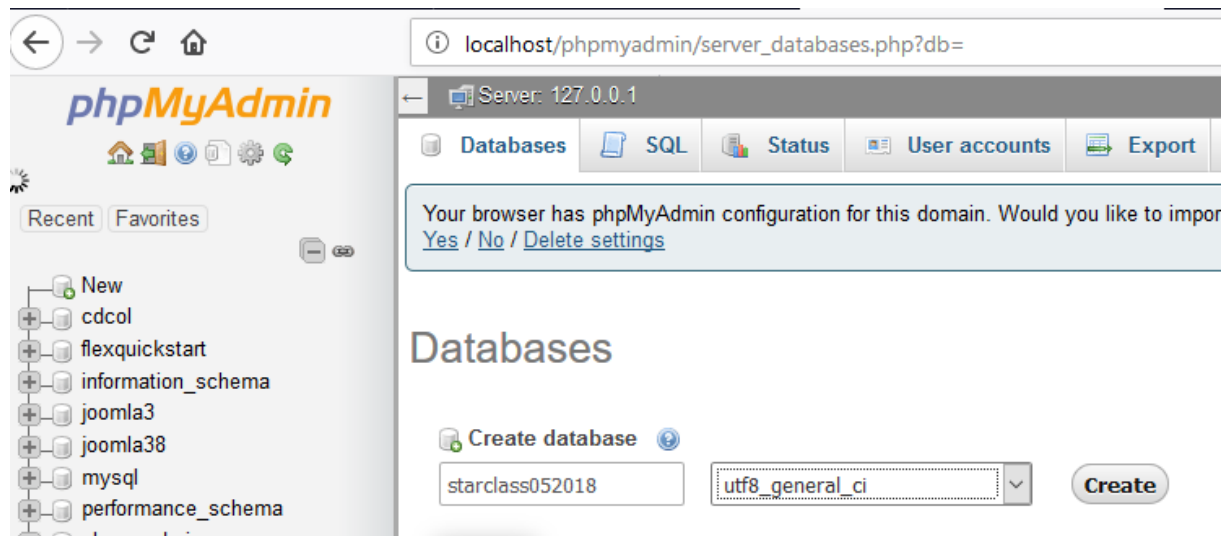 localhost/phpmyadmin/server_databases.php?db=
phpMyAdmin
Recent Favorites
New
cdcol
flexquickstart
information_schema
joomla3
joomla38
mysql
performance_schema
Server: 127.0.0.1
Databases SQL Status User accounts Export
Your browser has phpMyAdmin configuration for this domain. Would you like to impor
Yes / No / Delete settings
Databases
Create database
starclass052018 utf8_general_ci Create